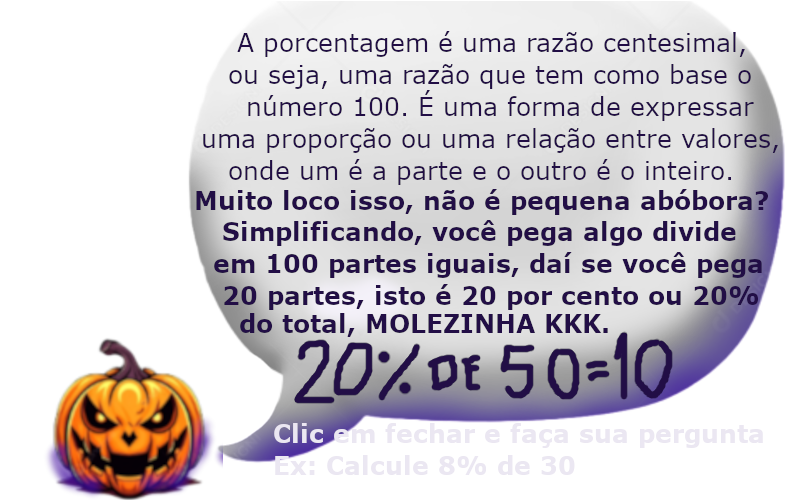 A porcentagem é uma razão centesimal,
ou seja, uma razão que tem como base o
número 100. É uma forma de expressar
uma proporção ou uma relação entre valores,
onde um é a parte e o outro é o inteiro.
Muito loco isso, não é pequena abóbora?
Simplificando, você pega algo divide
em 100 partes iguais, daí se você pega
20 partes, isto é 20 por cento ou 20%
do total, MOLEZINHA KKK.
20% DE 50=10
Clic em fechar e faça sua pergunta
Ex: Calcule 8% de 30